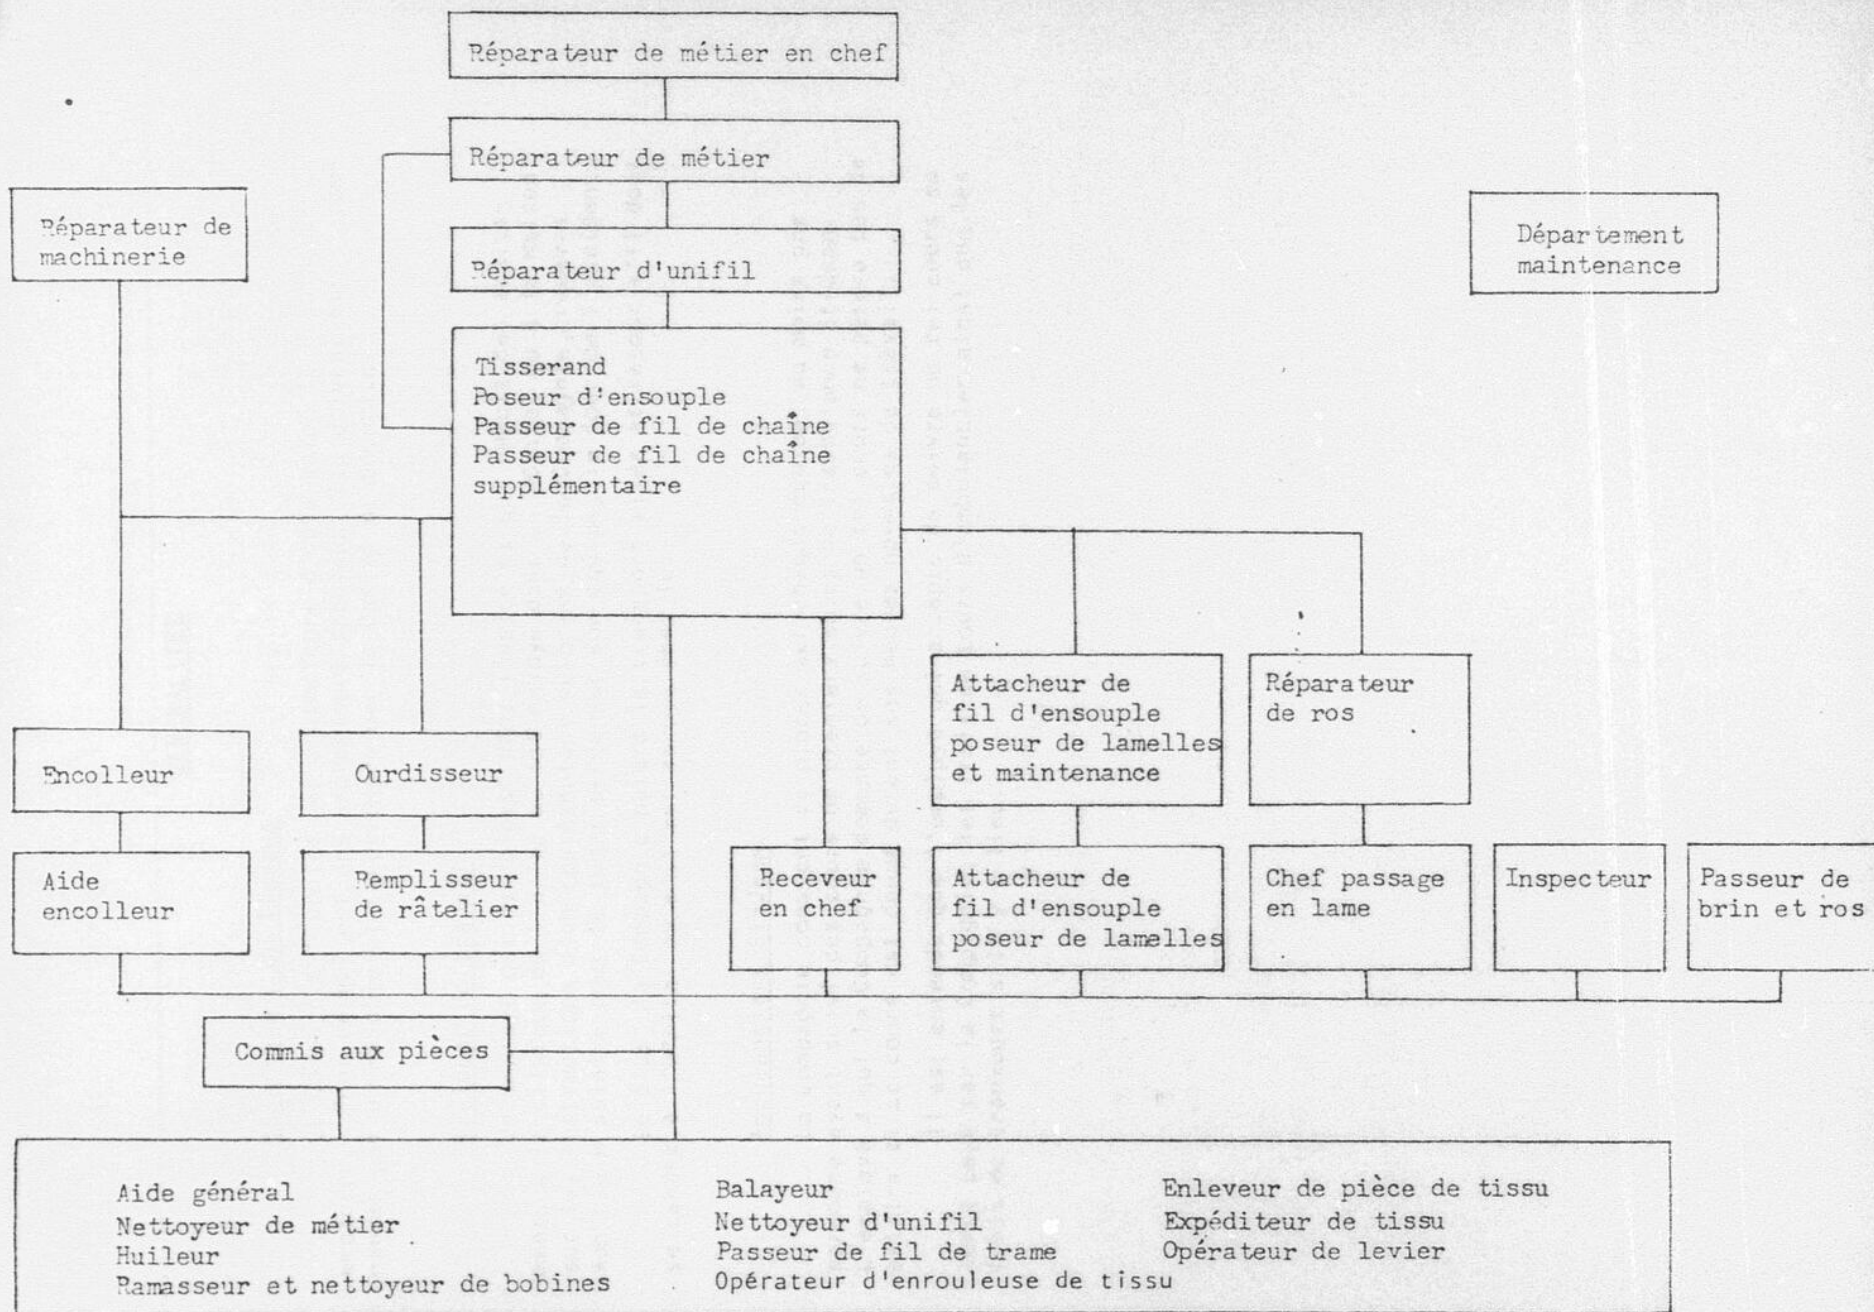 Réparateur de métier en chef
Réparateur de métier
Réparateur de
machinerie
Réparateur d'unifil
Département
maintenance
Tisserand
Poseur d'ensouple
Passeur de fil de chaîne
Passeur de fil de chaîne
supplémentaire
Attacheur de
fil d'ensouple
poseur de lamelles
et maintenance
Réparateur
de ros
Encolleur
Ourdisseur
Aide
encolleur
Remplisseur
de râtelier
Receveur
en chef
Attacheur de
fil d'ensouple
poseur de lamelles
Chef passage
en lame
Inspecteur
Passeur de
brin et ros
Commis aux pièces
Aide général
Nettoyeur de métier
Huileur
Ramasseur et nettoyeur de bobines
Balayeur
Nettoyeur d'unifil
Passeur de fil de trame
Opérateur d'enrouleuse de tissu
Enleveur de pièce de tissu
Expéditeur de tissu
Opérateur de levier